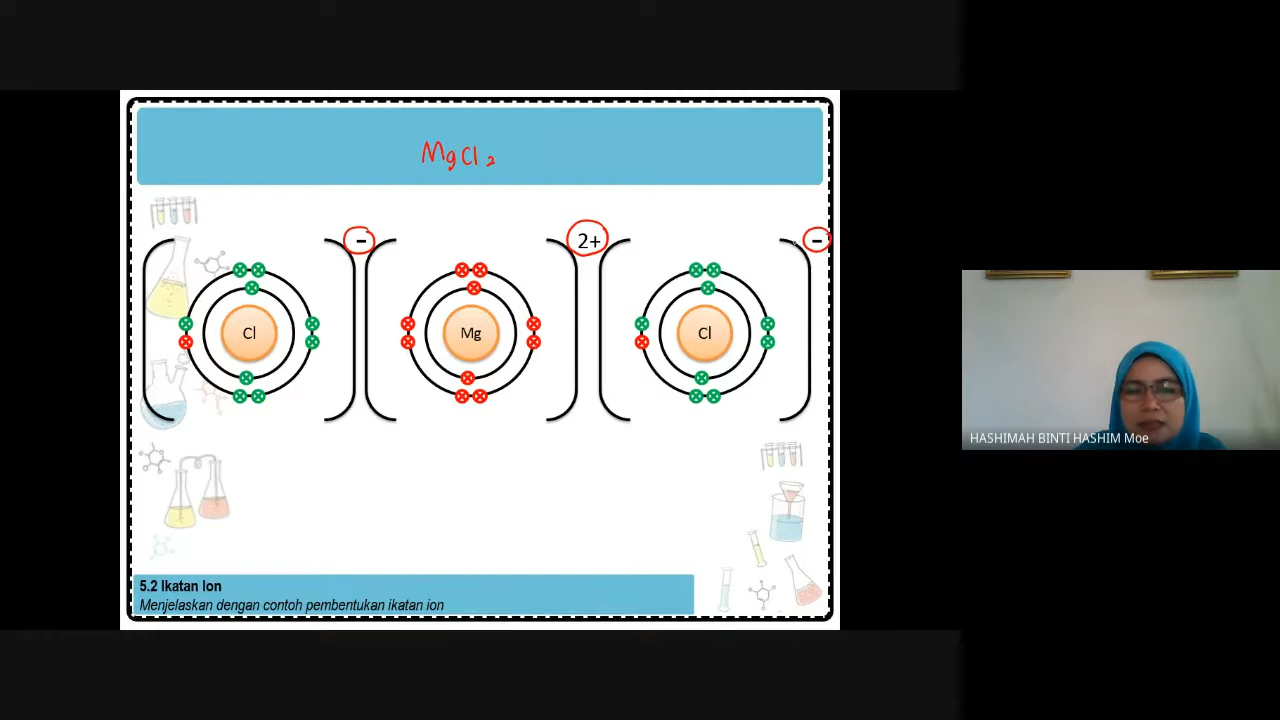 MgCl2
- 2+ -
Cl Mg Cl
HASHIMAH BINTI HASHIM Moe
5.2 Ikatan Ion
Menjelaskan dengan contoh pembentukan ikatan ion